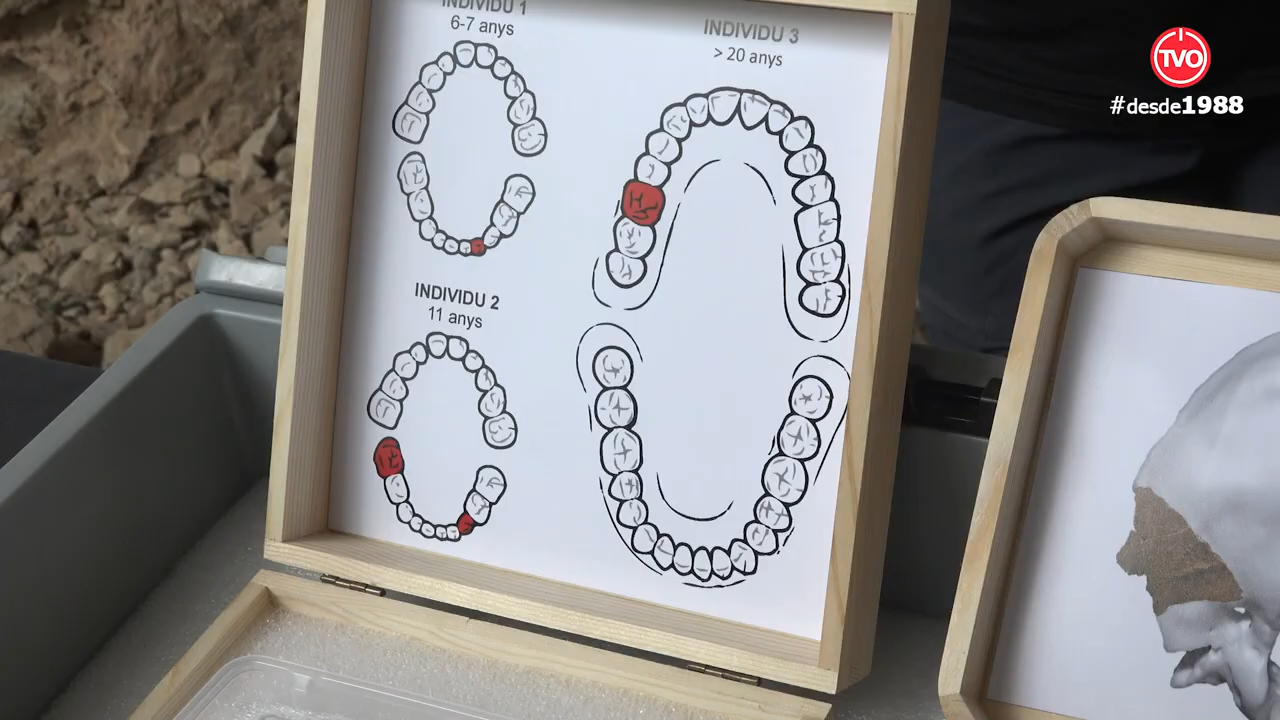 INDIVIDU 1
6-7 anys
INDIVIDU 3
> 20 anys
INDIVIDU 2
11 anys
TVO
#desde1988